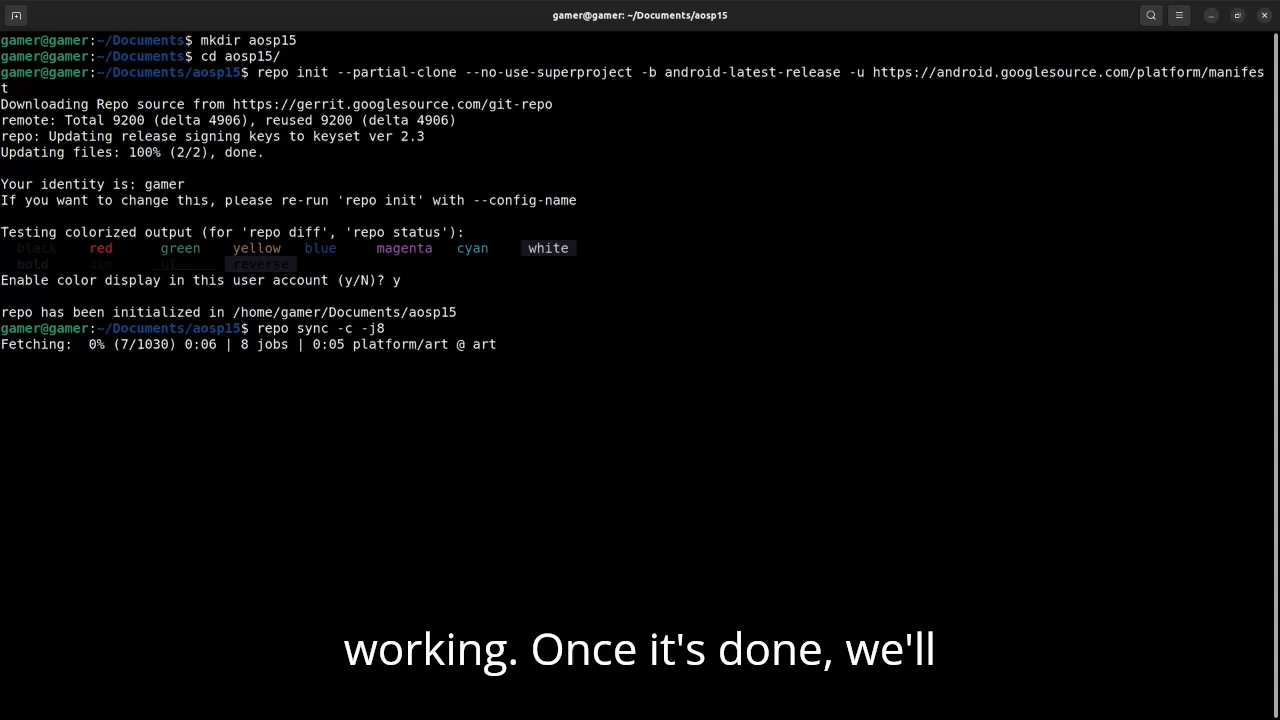 gamer@gamer: ~/Documents/aosp15
gamer@gamer:~/Documents$ mkdir aosp15
gamer@gamer:~/Documents$ cd aosp15/
gamer@gamer:~/Documents/aosp15$ repo init --partial-clone --no-use-superproject -b android-latest-release -u https://android.googlesource.com/platform/manifes
t
Downloading Repo source from https://gerrit.googlesource.com/git-repo
remote: Total 9200 (delta 4906), reused 9200 (delta 4906)
repo: Updating release signing keys to keyset ver 2.3
Updating files: 100% (2/2), done.
Your identity is: gamer
If you want to change this, please re-run 'repo init' with --config-name
Testing colorized output (for 'repo diff', 'repo status'):
black red green yellow blue magenta cyan white
bold dim ul reverse
Enable color display in this user account (y/N)? y
repo has been initialized in /home/gamer/Documents/aosp15
gamer@gamer:~/Documents/aosp15$ repo sync -c -j8
Fetching: 0% (7/1030) 0:06 | 8 jobs | 0:05 platform/art @ art
working. Once it's done, we'll